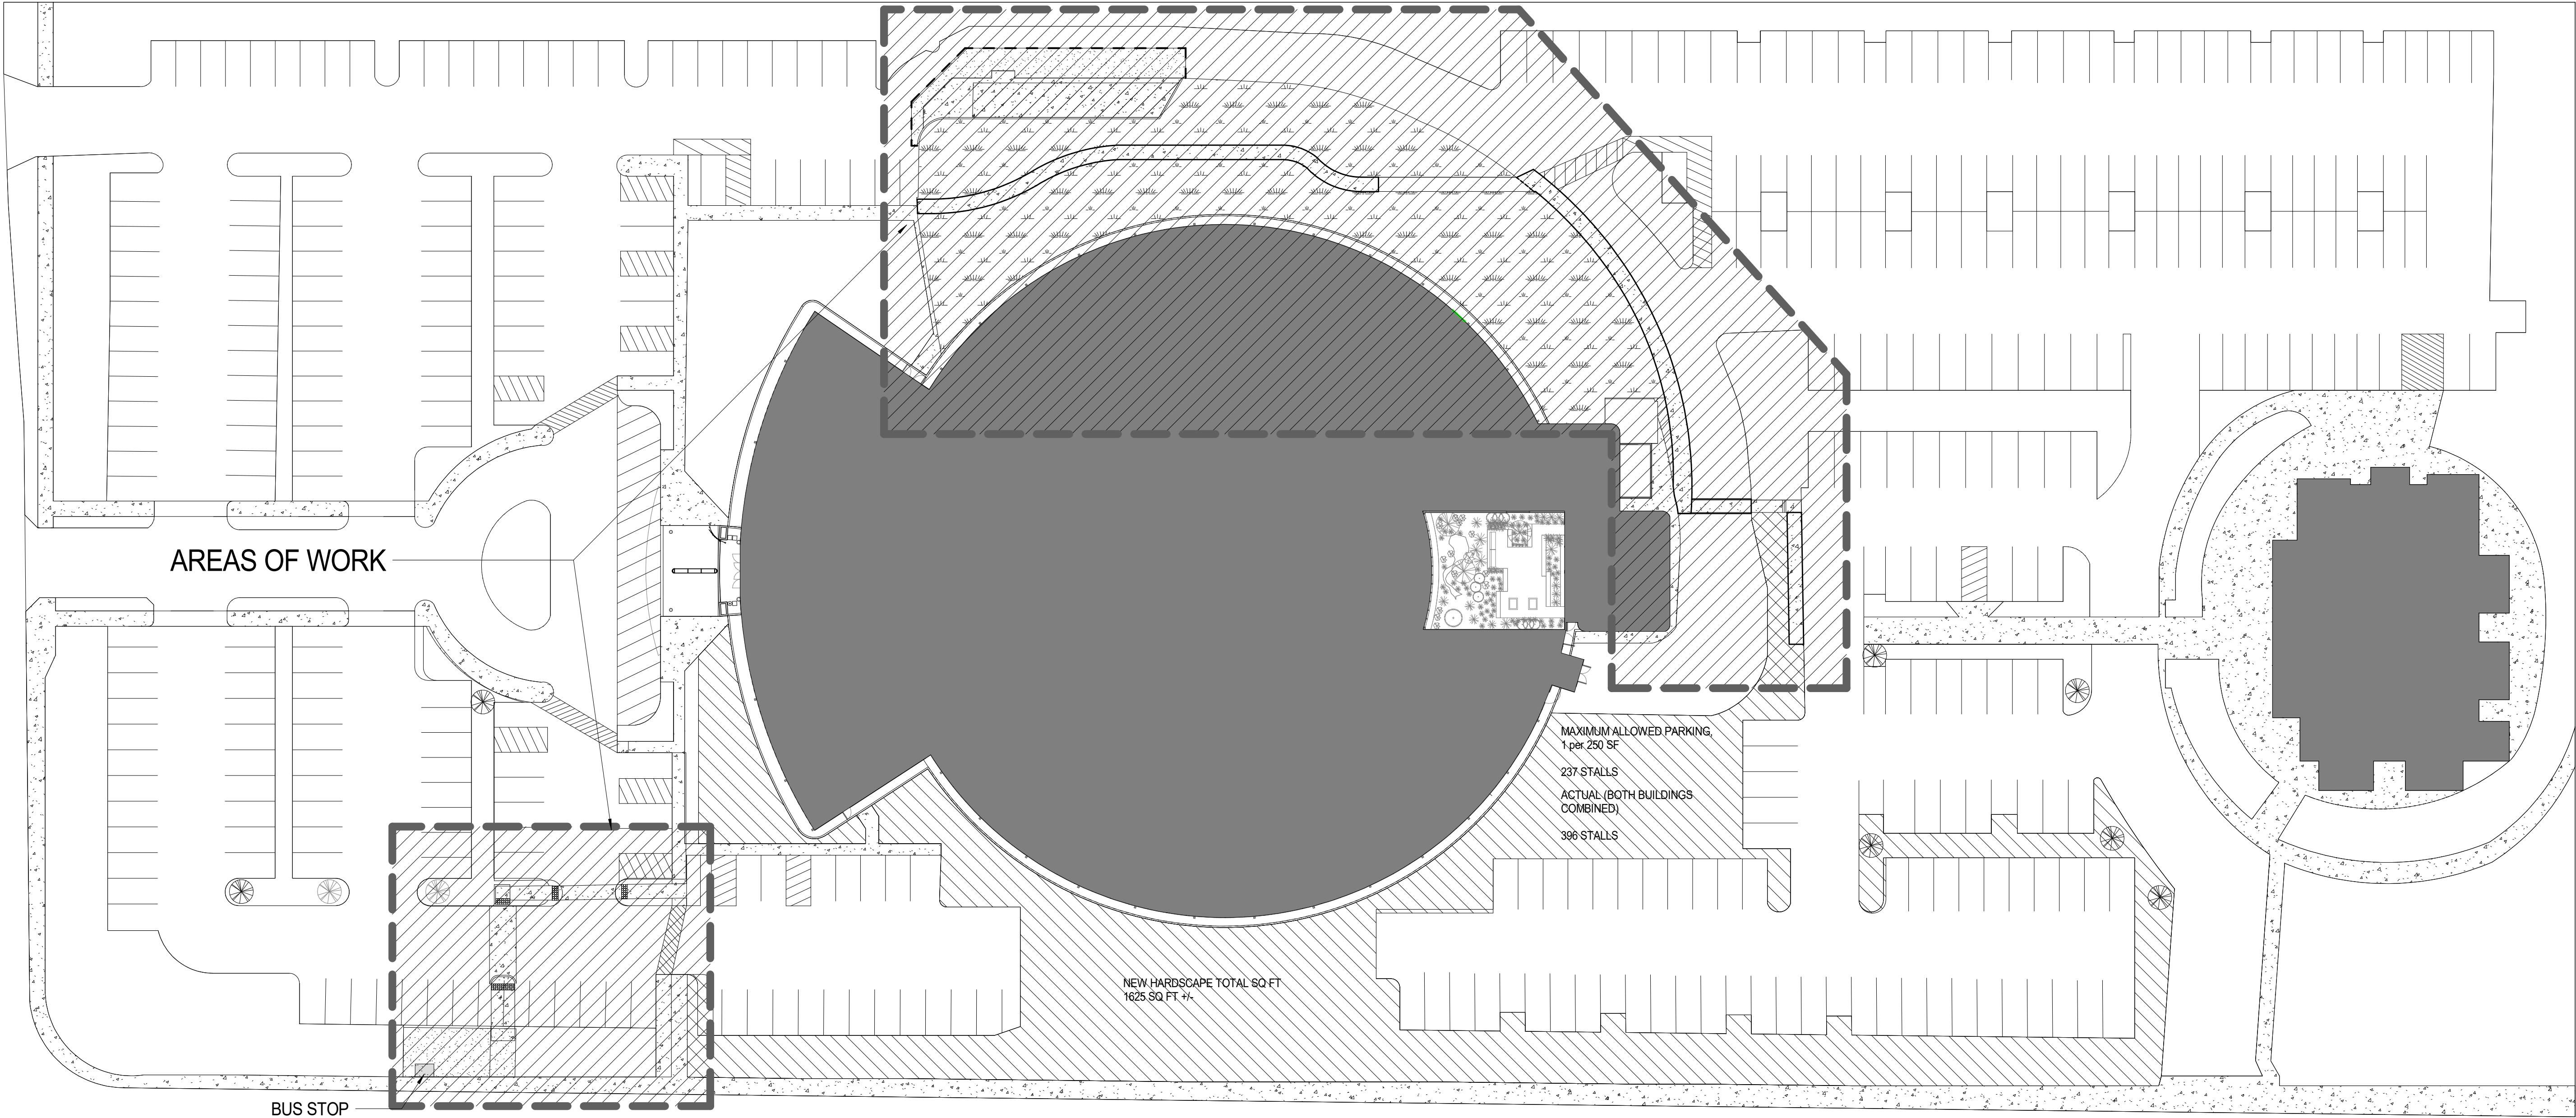 AREAS OF WORK
MAXIMUM ALLOWED PARKING,
1 per 250 SF
237 STALLS
ACTUAL (BOTH BUILDINGS
COMBINED)
396 STALLS
NEW HARDSCAPE TOTAL SQ FT
1625 SQ FT +/-
BUS STOP